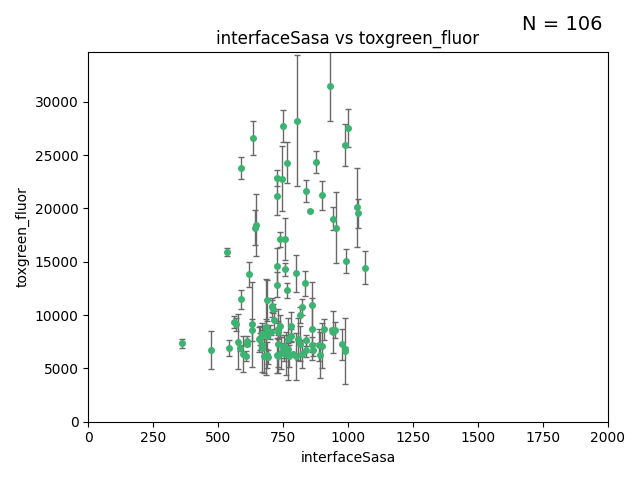 N = 106
interfaceSasa vs toxgreen_fluor
30000
25000
20000
15000
10000
5000
0
toxgreen_fluor
0 250 500 750 1000 1250 1500 1750 2000
interfaceSasa